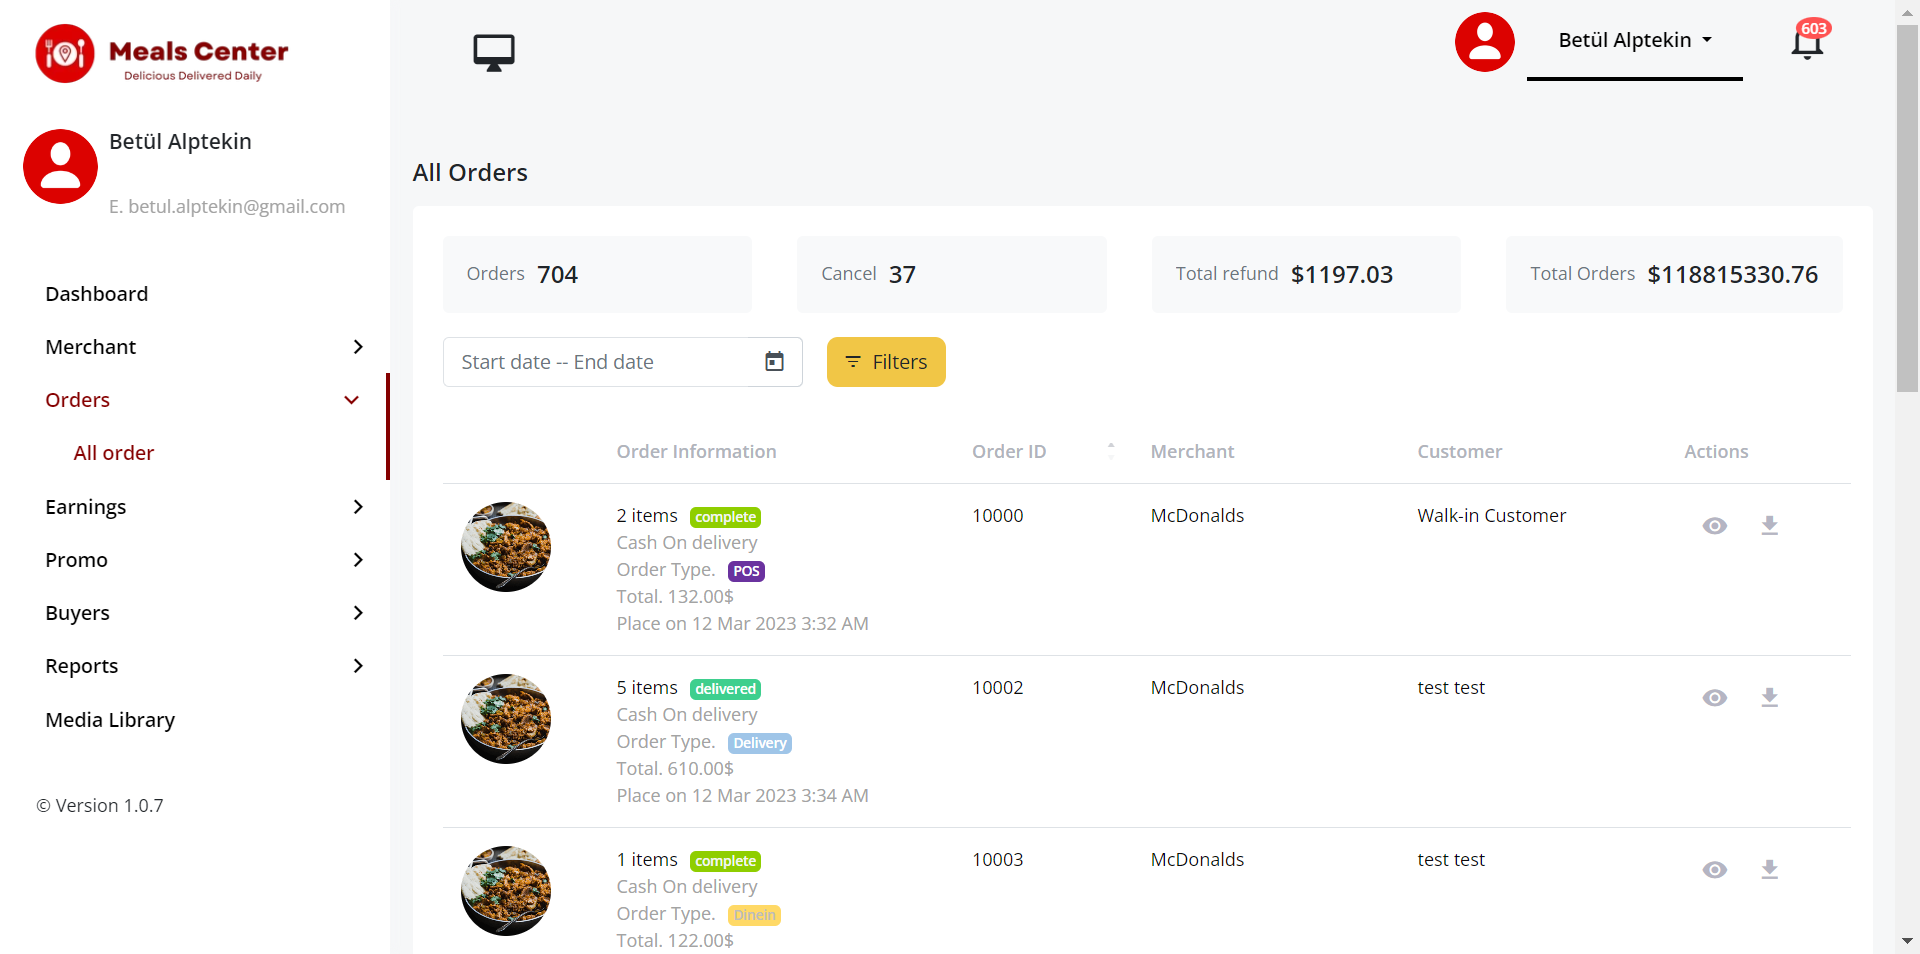 Meals Center
Delicious Delivered Daily
Betül Alptekin
E. betul.alptekin@gmail.com
Dashboard
Merchant
Orders
All order
Earnings
Promo
Buyers
Reports
Media Library
© Version 1.0.7
Betül Alptekin
603
All Orders
Orders 704
Cancel 37
Total refund $1197.03
Total Orders $118815330.76
Start date -- End date
Filters
Order Information Order ID Merchant Customer Actions
2 items complete 10000 McDonalds Walk-in Customer
Cash On delivery
Order Type. POS
Total. 132.00$
Place on 12 Mar 2023 3:32 AM
5 items delivered 10002 McDonalds test test
Cash On delivery
Order Type. Delivery
Total. 610.00$
Place on 12 Mar 2023 3:34 AM
1 items complete 10003 McDonalds test test
Cash On delivery
Order Type. Dinein
Total. 122.00$